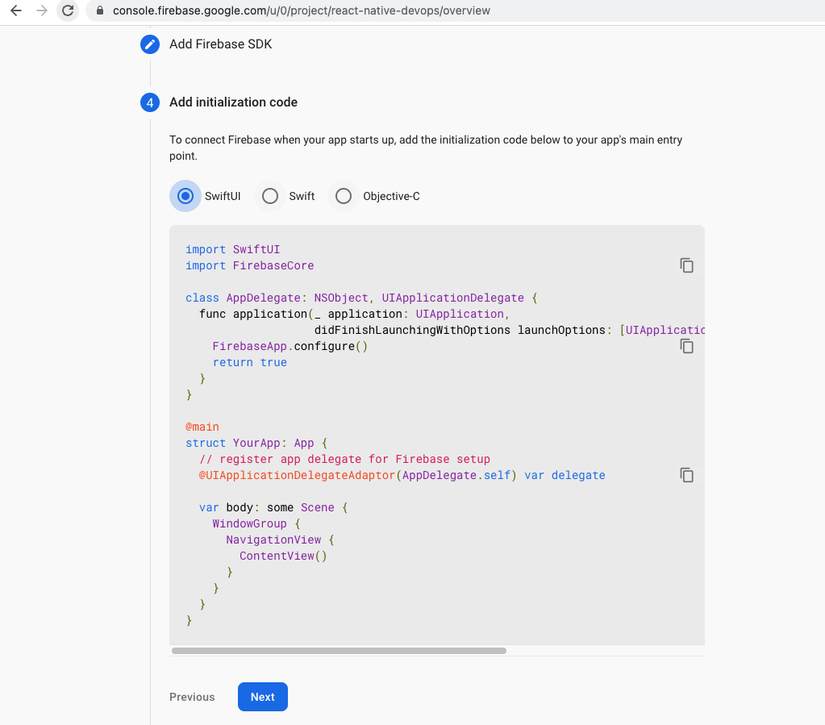 console.firebase.google.com/u/0/project/react-native-devops/overview
Add Firebase SDK
4 Add initialization code
To connect Firebase when your app starts up, add the initialization code below to your app's main entry
point.
SwiftUI Swift Objective-C
import SwiftUI
import FirebaseCore
class AppDelegate: NSObject, UIApplicationDelegate {
func application(_ application: UIApplication,
didFinishLaunchingWithOptions launchOptions: [UIApplicatio
FirebaseApp.configure()
return true
}
}
@main
struct YourApp: App {
// register app delegate for Firebase setup
@UIApplicationDelegateAdaptor(AppDelegate.self) var delegate
var body: some Scene {
WindowGroup {
NavigationView {
ContentView()
}
}
}
}
Previous Next